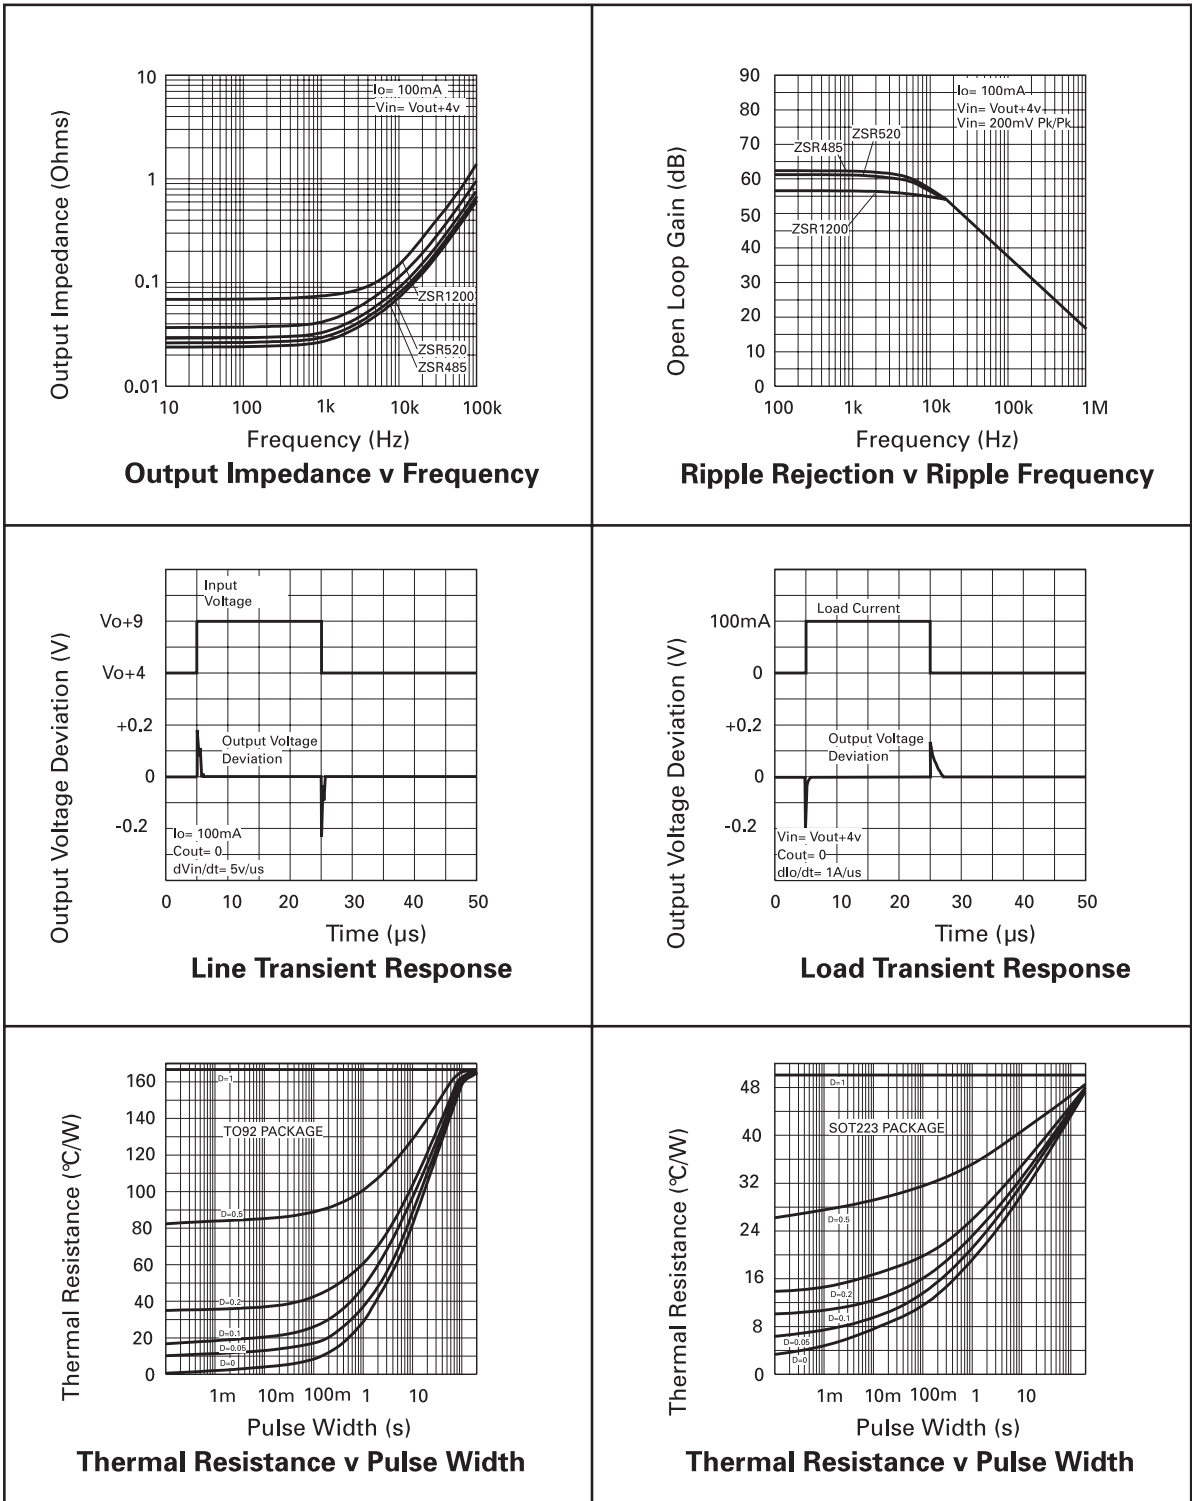 Output Impedance (Ohms)
10
1
0.1
0.01
Io= 100mA
Vin= Vout+4v
ZSR1200
ZSR520
ZSR485
10 100 1k 10k 100k
Frequency (Hz)
Output Impedance v Frequency
Open Loop Gain (dB)
90
80
70
60
50
40
30
20
10
0
Io= 100mA
Vin= Vout+4v
Vin= 200mV Pk/Pk
ZSR520
ZSR485
ZSR1200
100 1k 10k 100k 1M
Frequency (Hz)
Ripple Rejection v Ripple Frequency
Output Voltage Deviation (V)
Vo+9
Vo+4
+0.2
0
-0.2
Input
Voltage
Output Voltage
Deviation
Io= 100mA
Cout= 0
dVin/dt= 5v/us
0 10 20 30 40 50
Time (µs)
Line Transient Response
Output Voltage Deviation (V)
100mA
0
+0.2
0
-0.2
Load Current
Output Voltage
Deviation
Vin= Vout+4v
Cout= 0
dIo/dt= 1A/us
0 10 20 30 40 50
Time (µs)
Load Transient Response
Thermal Resistance (°C/W)
160
140
120
100
80
60
40
20
0
D=1
TO92 PACKAGE
D=0.5
D=0.2
D=0.1
D=0.05
D=0
1m 10m 100m 1 10
Pulse Width (s)
Thermal Resistance v Pulse Width
Thermal Resistance (°C/W)
48
40
32
24
16
8
0
D=1
SOT223 PACKAGE
D=0.5
D=0.2
D=0.1
D=0.05
D=0
1m 10m 100m 1 10
Pulse Width (s)
Thermal Resistance v Pulse Width